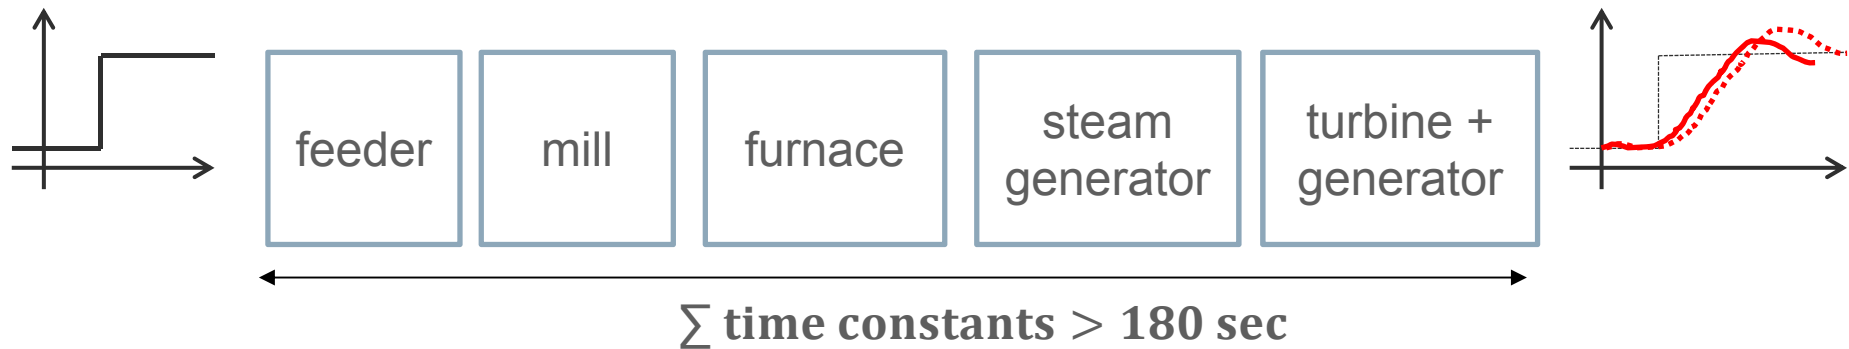 feeder
mill
furnace
steam
generator
turbine +
generator
∑ time constants > 180 sec